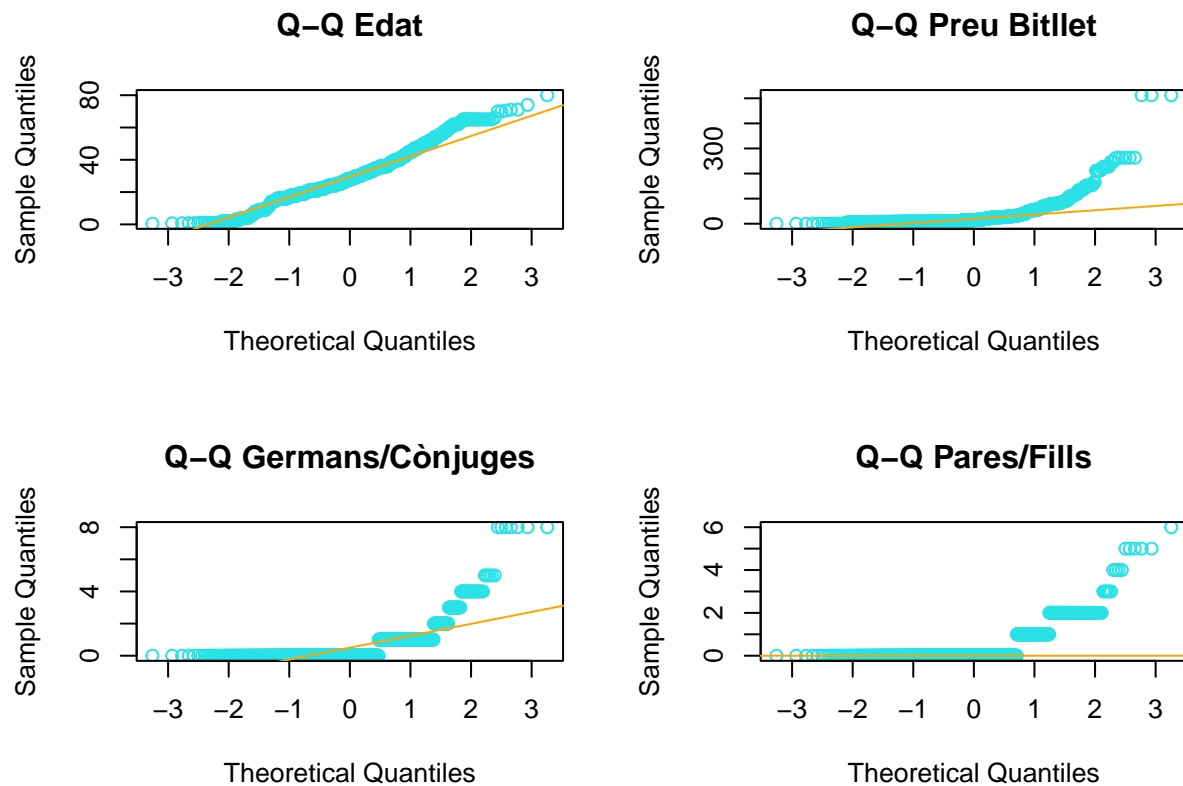 Q−Q Edat
Sample Quantiles
0 40 80
−3 −2 −1 0 1 2 3
Theoretical Quantiles
Q−Q Preu Bitllet
Sample Quantiles
0 300
−3 −2 −1 0 1 2 3
Theoretical Quantiles
Q−Q Germans/Cònjuges
Sample Quantiles
0 4 8
−3 −2 −1 0 1 2 3
Theoretical Quantiles
Q−Q Pares/Fills
Sample Quantiles
0 2 4 6
−3 −2 −1 0 1 2 3
Theoretical Quantiles